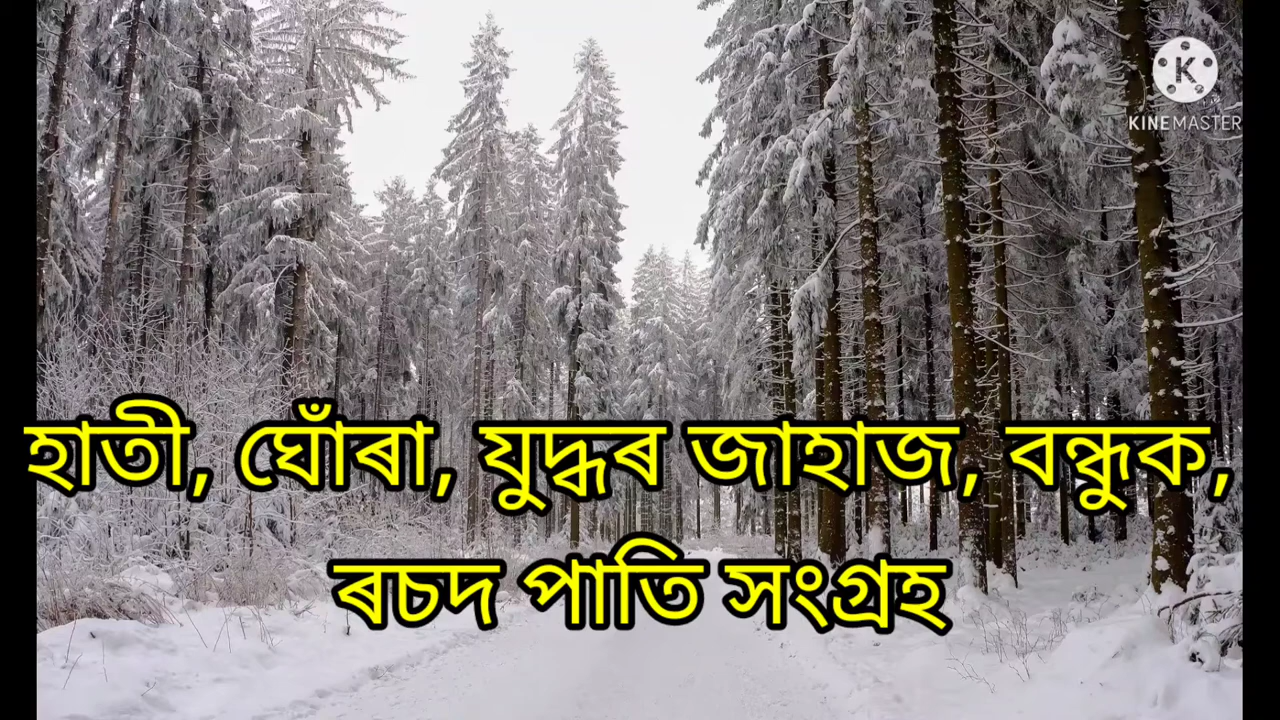 KINEMASTER
হাতী, ঘোঁৰা, যুদ্ধৰ জাহাজ, বন্ধুক,
ৰচদ পাতি সংগ্ৰহ